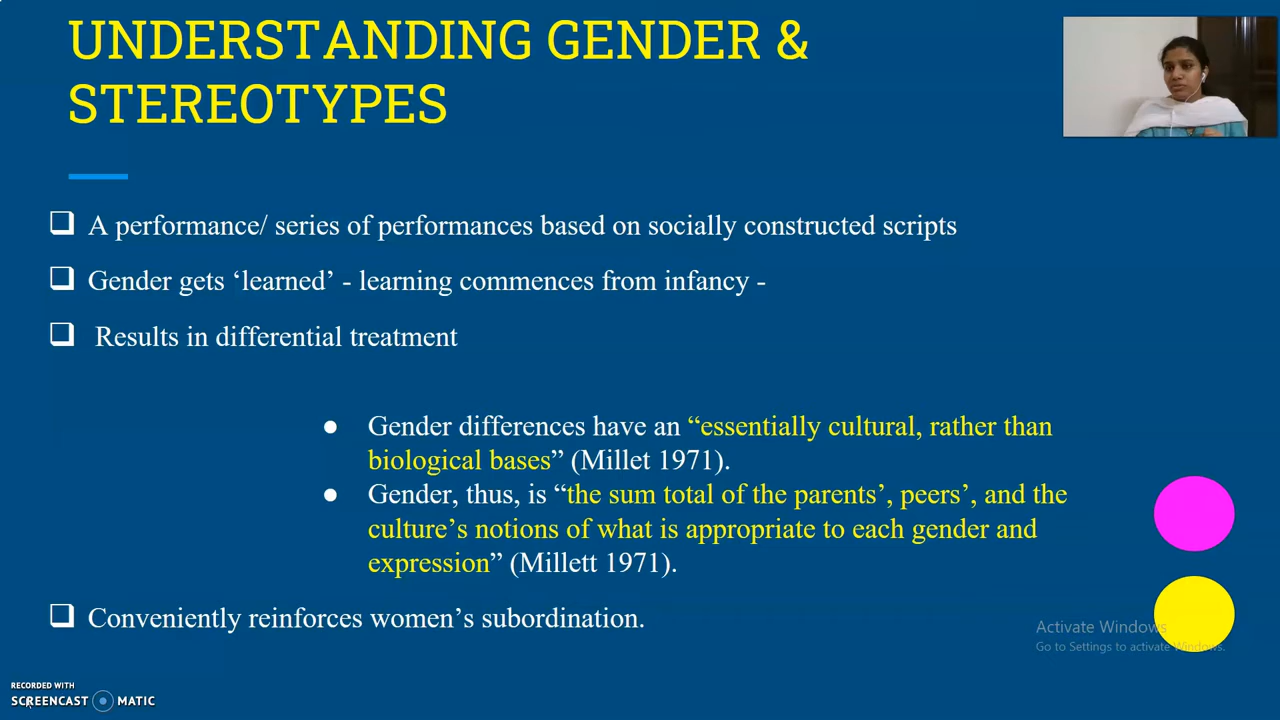 UNDERSTANDING GENDER &
STEREOTYPES
A performance/ series of performances based on socially constructed scripts
Gender gets ‘learned’ - learning commences from infancy -
Results in differential treatment
Gender differences have an “essentially cultural, rather than
biological bases” (Millet 1971).
Gender, thus, is “the sum total of the parents’, peers’, and the
culture’s notions of what is appropriate to each gender and
expression” (Millett 1971).
Conveniently reinforces women’s subordination.
Activate Windows
Go to Settings to activate Windows.
RECORDED WITH
SCREENCAST MATIC